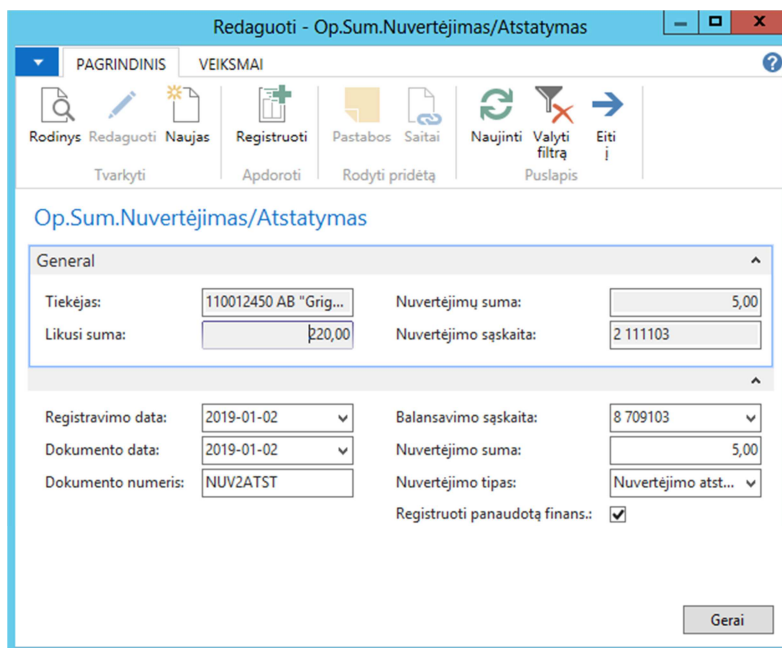 Redaguoti - Op.Sum.Nuvertėjimas/Atstatymas
PAGRINDINIS VEIKSMAI
Rodinys Redaguoti Naujas Registruoti Pastabos Saitai Naujinti Valyti filtrą Eiti į
Tvarkyti Apdoroti Rodyti pridėtą Puslapis
Op.Sum.Nuvertėjimas/Atstatymas
General
Tiekėjas: 110012450 AB "Grig... Nuvertėjimų suma: 5,00
Likusi suma: 220,00 Nuvertėjimo sąskaita: 2 111103
Registravimo data: 2019-01-02 Balansavimo sąskaita: 8 709103
Dokumento data: 2019-01-02 Nuvertėjimo suma: 5,00
Dokumento numeris: NUV2ATST Nuvertėjimo tipas: Nuvertėjimo atst...
Registruoti panaudotą finans.:
Gerai